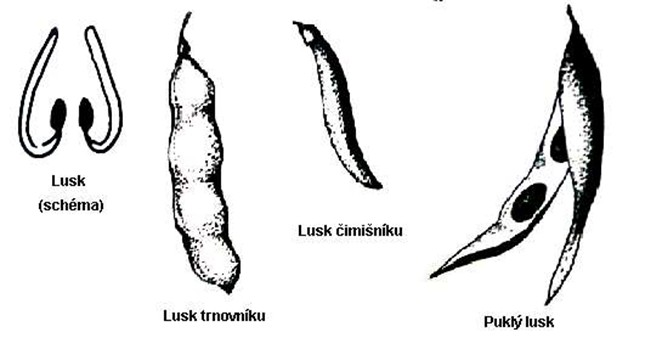 Lusk
(schéma)
Lusk trnovníku
Lusk čimišníku
Puklý lusk